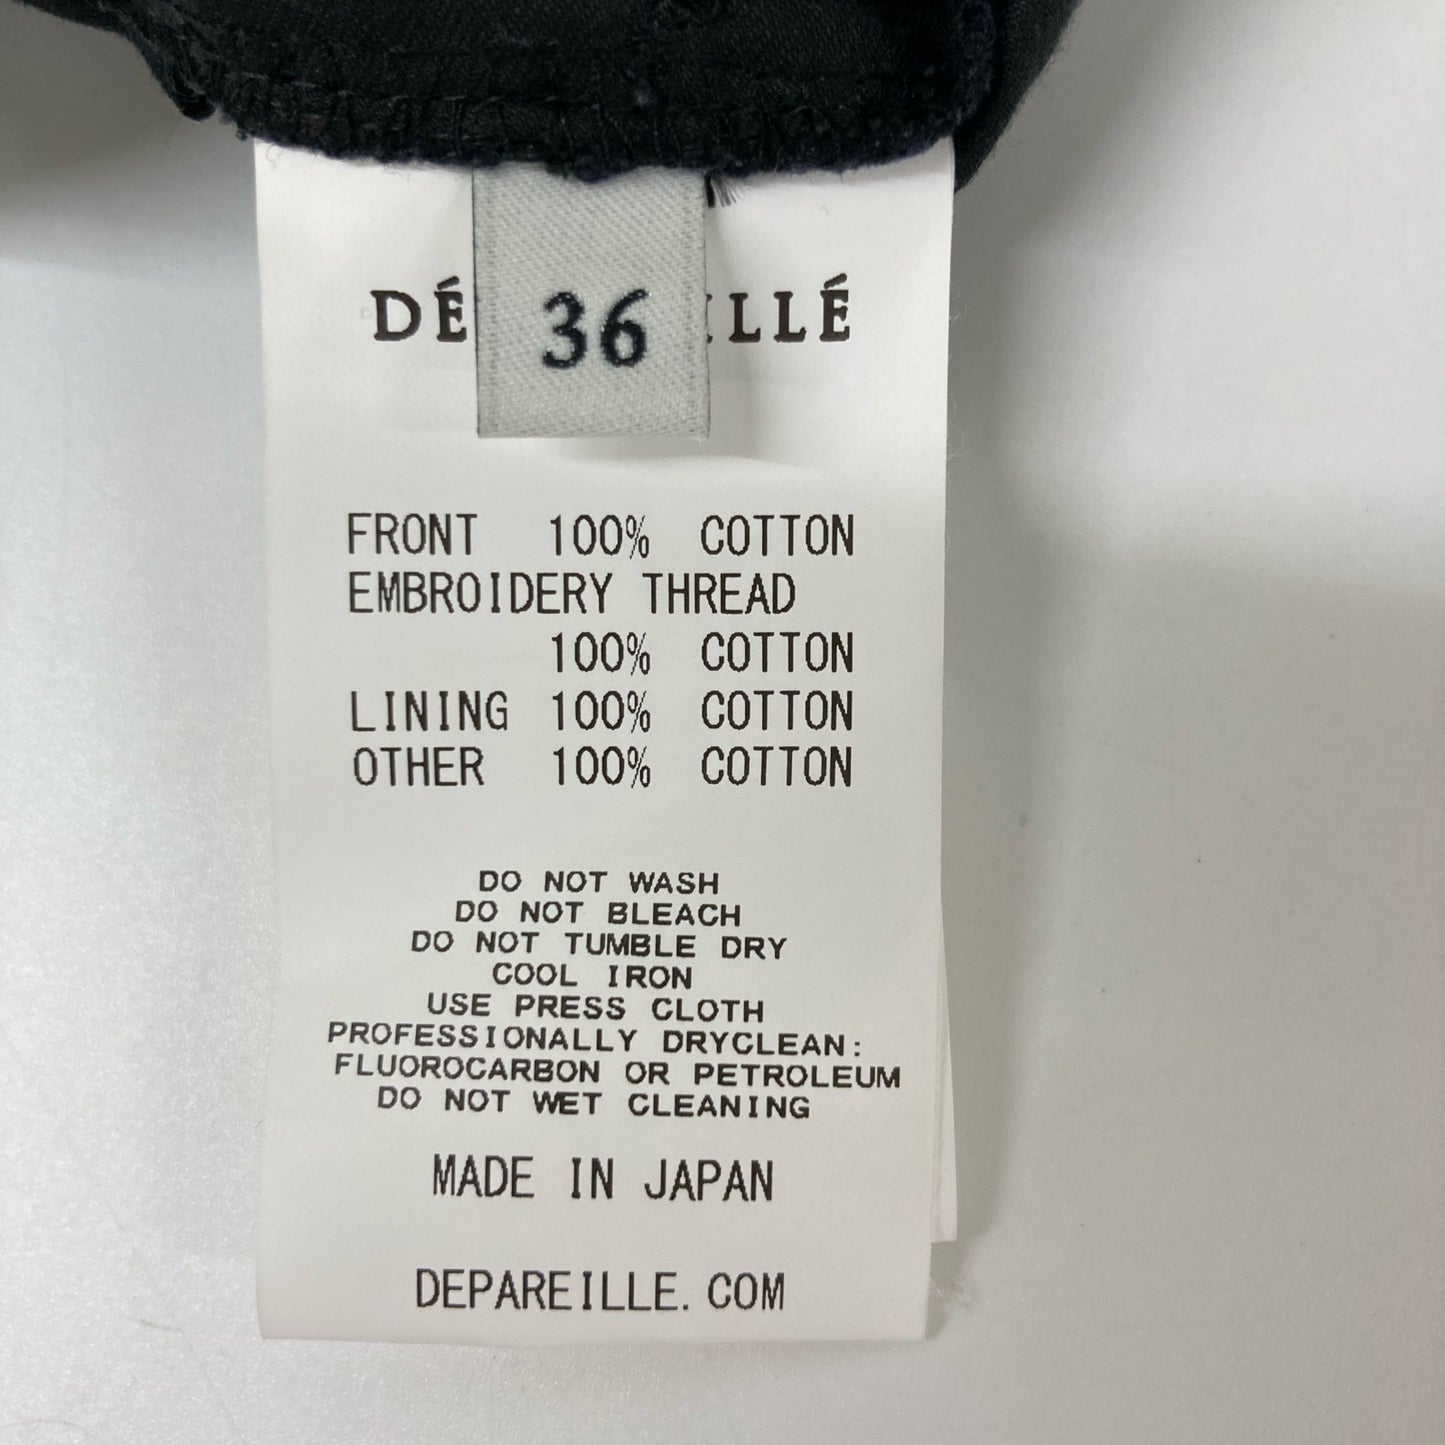 DÉ 36 ILLÉ
FRONT 100% COTTON
EMBROIDERY THREAD
100% COTTON
LINING 100% COTTON
OTHER 100% COTTON
DO NOT WASH
DO NOT BLEACH
DO NOT TUMBLE DRY
COOL IRON
USE PRESS CLOTH
PROFESSIONALLY DRYCLEAN:
FLUOROCARBON OR PETROLEUM
DO NOT WET CLEANING
MADE IN JAPAN
DEPAREILLE.COM